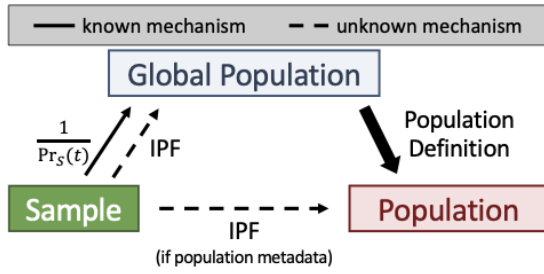 known mechanism
unknown mechanism
Global Population
1
Pr_S(t)
IPF
Population
Definition
Sample
Population
IPF
(if population metadata)